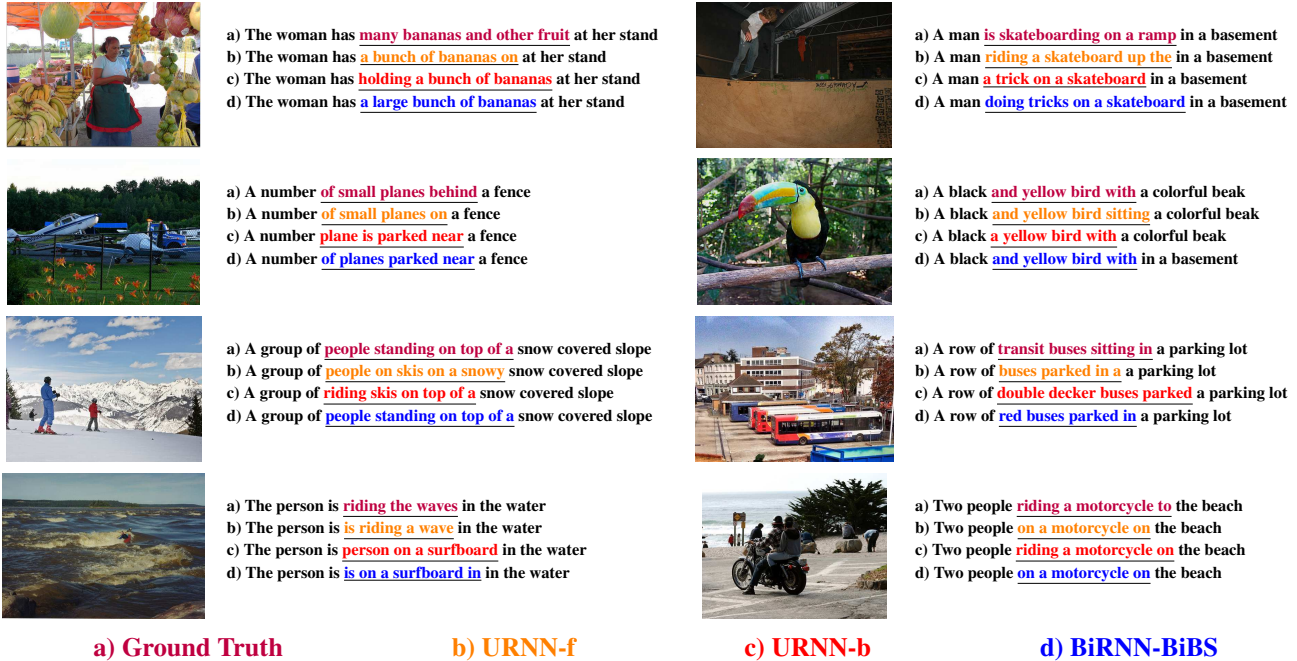 a) The woman has many bananas and other fruit at her stand
b) The woman has a bunch of bananas on at her stand
c) The woman has holding a bunch of bananas at her stand
d) The woman has a large bunch of bananas at her stand
a) A man is skateboarding on a ramp in a basement
b) A man riding a skateboard up the in a basement
c) A man a trick on a skateboard in a basement
d) A man doing tricks on a skateboard in a basement
a) A number of small planes behind a fence
b) A number of small planes on a fence
c) A number plane is parked near a fence
d) A number of planes parked near a fence
a) A black and yellow bird with a colorful beak
b) A black and yellow bird sitting a colorful beak
c) A black a yellow bird with a colorful beak
d) A black and yellow bird with in a basement
a) A group of people standing on top of a snow covered slope
b) A group of people on skis on a snowy snow covered slope
c) A group of riding skis on top of a snow covered slope
d) A group of people standing on top of a snow covered slope
a) A row of transit buses sitting in a parking lot
b) A row of buses parked in a a parking lot
c) A row of double decker buses parked a parking lot
d) A row of red buses parked in a parking lot
a) The person is riding the waves in the water
b) The person is is riding a wave in the water
c) The person is person on a surfboard in the water
d) The person is is on a surfboard in in the water
a) Two people riding a motorcycle to the beach
b) Two people on a motorcycle on the beach
c) Two people riding a motorcycle on the beach
d) Two people on a motorcycle on the beach
a) Ground Truth
b) URNN-f
c) URNN-b
d) BiRNN-BiBS